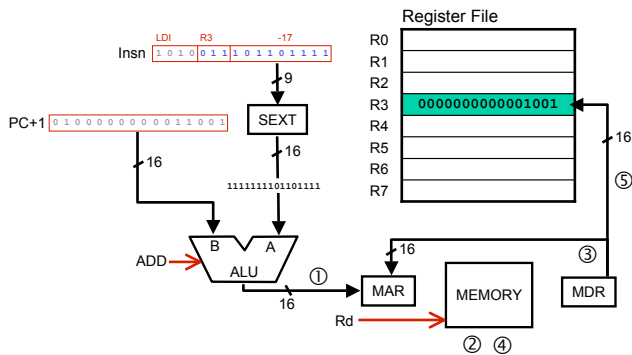 Register File
LDI R3 -17
Insn 1 0 1 0 0 1 1 1 0 1 1 0 1 1 1 1
R0
R1
R2
R3 0000000000001001
R4
R5
R6
R7
9
SEXT
PC+1 0 1 0 0 0 0 0 0 0 0 0 1 1 0 0 1
16
16
16
1111111101101111
⑤
B A
ADD
ALU
16
③
①
16
MAR
MEMORY
MDR
Rd
② ④